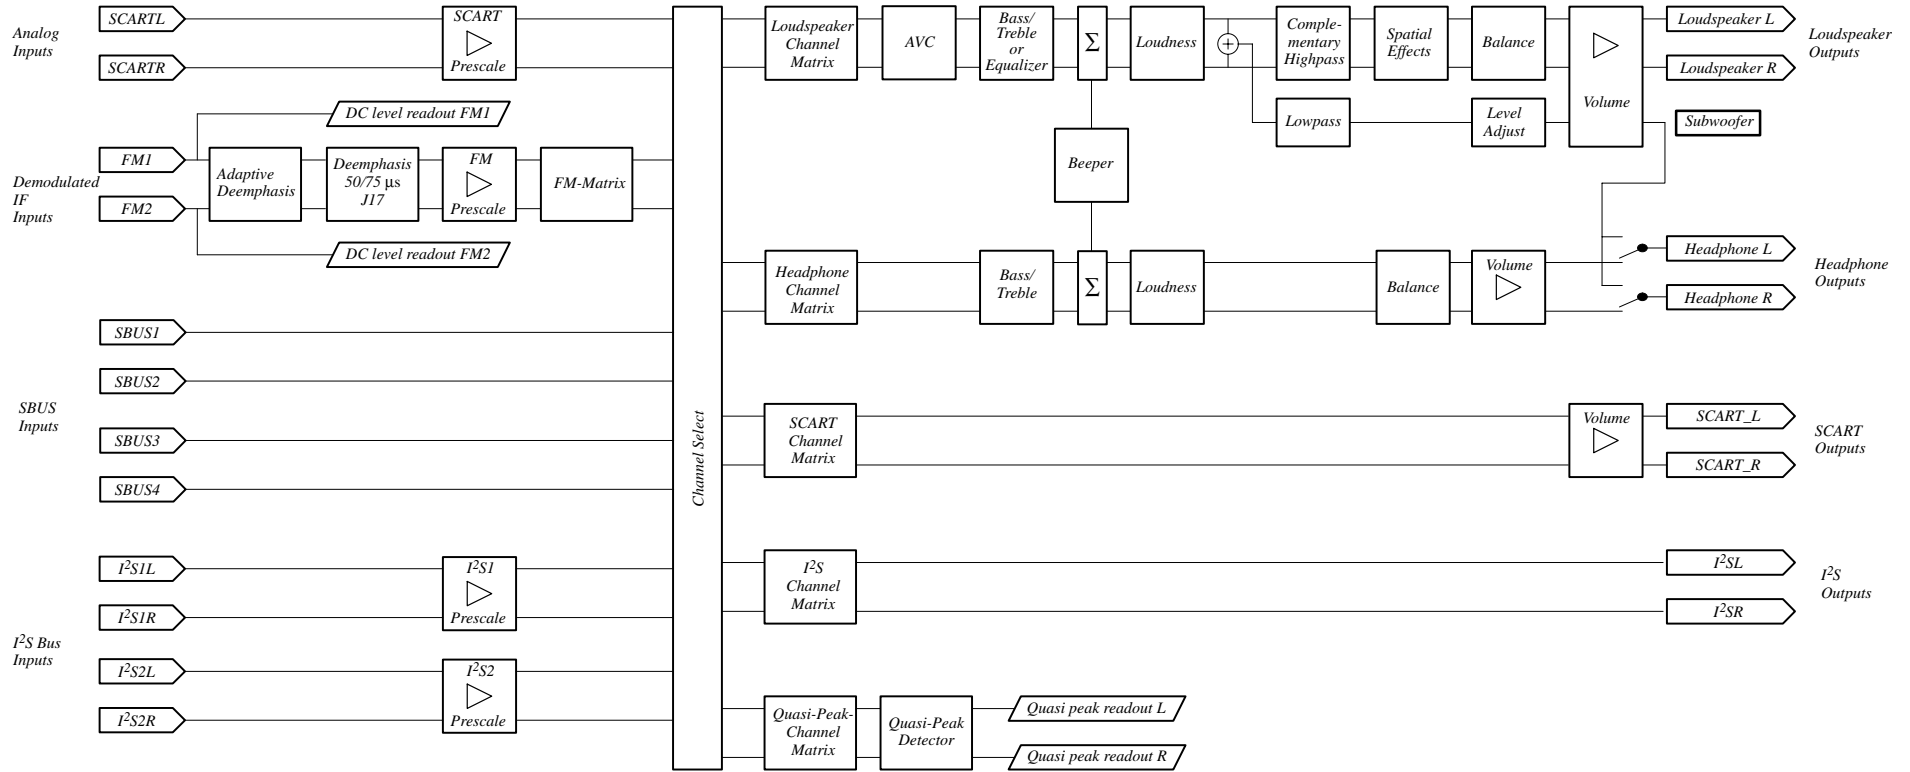 Analog
Inputs
SCARTL
SCARTR
SCART
Prescale
DC level readout FM1
Demodulated
IF
Inputs
FM1
FM2
Adaptive
Deemphasis
Deemphasis
50/75 µs
J17
FM
Prescale
FM-Matrix
DC level readout FM2
SBUS
Inputs
SBUS1
SBUS2
SBUS3
SBUS4
I²S Bus
Inputs
I²S1L
I²S1R
I²S1
Prescale
I²S2L
I²S2R
I²S2
Prescale
Channel Select
Loudspeaker
Channel
Matrix
AVC
Bass/
Treble
or
Equalizer
Σ
Loudness
Comple-
mentary
Highpass
Spatial
Effects
Balance
Volume
Loudspeaker L
Loudspeaker R
Loudspeaker
Outputs
Lowpass
Level
Adjust
Subwoofer
Beeper
Headphone
Channel
Matrix
Bass/
Treble
Σ
Loudness
Balance
Volume
Headphone L
Headphone R
Headphone
Outputs
SCART
Channel
Matrix
Volume
SCART_L
SCART_R
SCART
Outputs
I²S
Channel
Matrix
I²SL
I²SR
I²S
Outputs
Quasi-Peak-
Channel
Matrix
Quasi-Peak
Detector
Quasi peak readout L
Quasi peak readout R